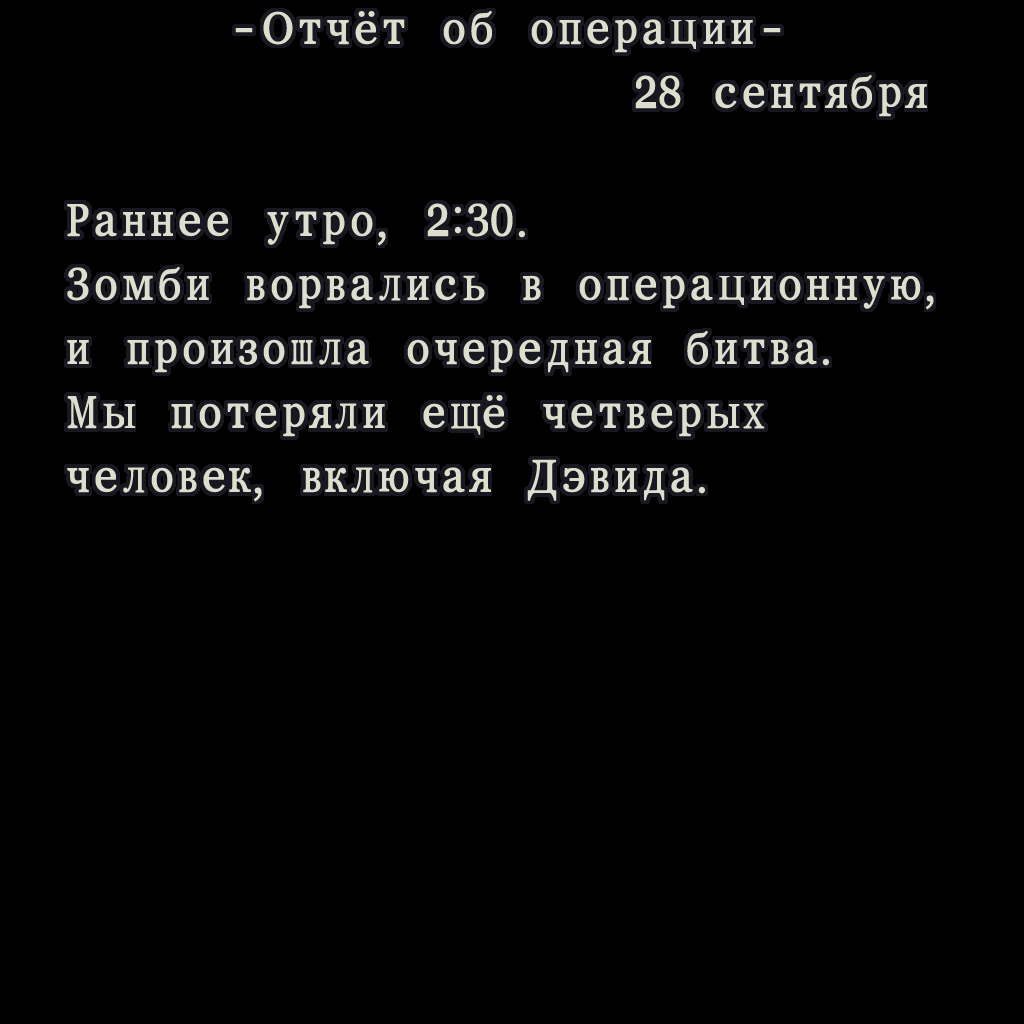 -Отчёт об операции-
28 сентября
Раннее утро, 2:30.
Зомби ворвались в операционную,
и произошла очередная битва.
Мы потеряли ещё четверых
человек, включая Дэвида.